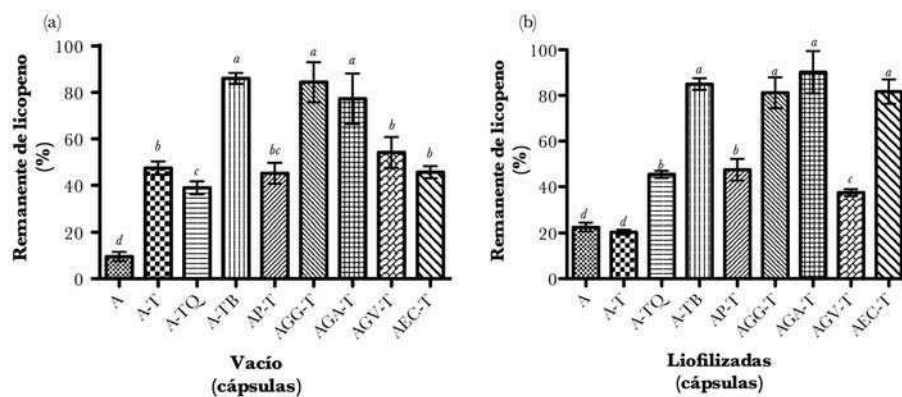 (a)
Remanente de licopeno
(%)
100
80
60
40
20
0
d
b
c
a
bc
a
a
b
b
A
A-T
A-TQ
A-TB
AP-T
AGG-T
AGA-T
AGV-T
AEC-T
Vacío
(cápsulas)
(b)
Remanente de licopeno
(%)
100
80
60
40
20
0
d
d
b
a
b
a
a
c
a
A
A-T
A-TQ
A-TB
AP-T
AGG-T
AGA-T
AGV-T
AEC-T
Liofilizadas
(cápsulas)